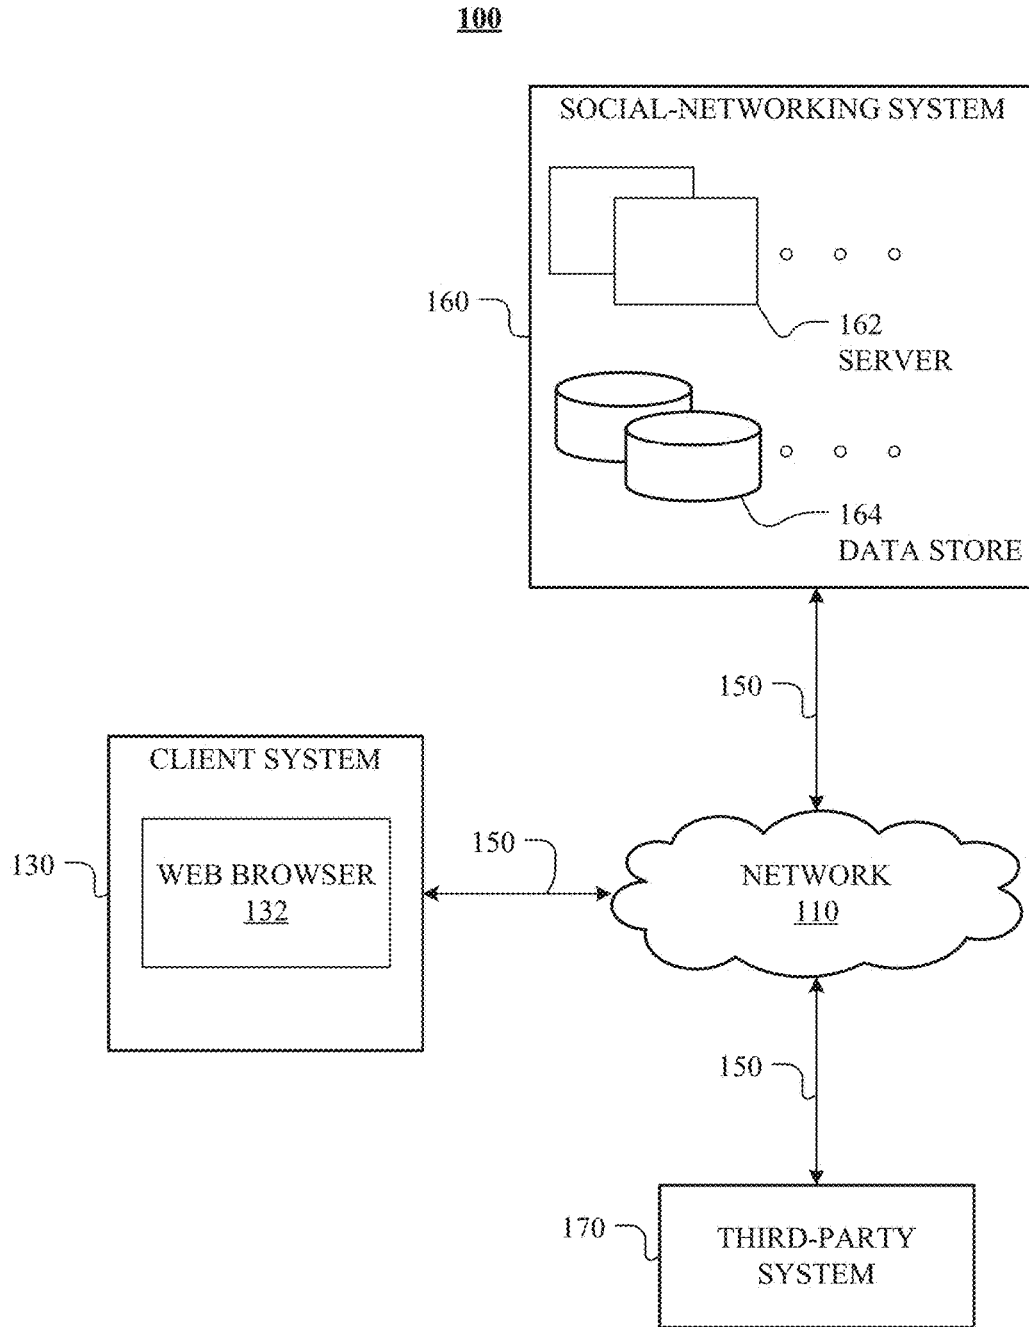 100
SOCIAL-NETWORKING SYSTEM
160
162
SERVER
164
DATA STORE
150
CLIENT SYSTEM
130
WEB BROWSER
132
150
NETWORK
110
150
170
THIRD-PARTY
SYSTEM